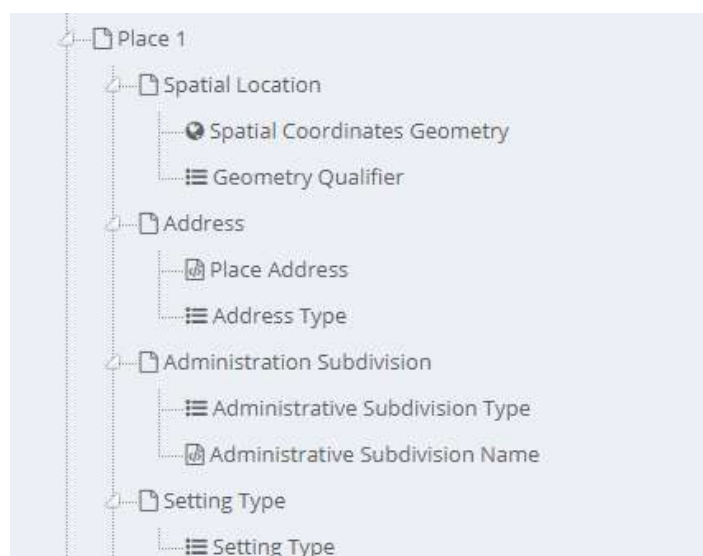 Place 1
Spatial Location
Spatial Coordinates Geometry
Geometry Qualifier
Address
Place Address
Address Type
Administration Subdivision
Administrative Subdivision Type
Administrative Subdivision Name
Setting Type
Setting Type